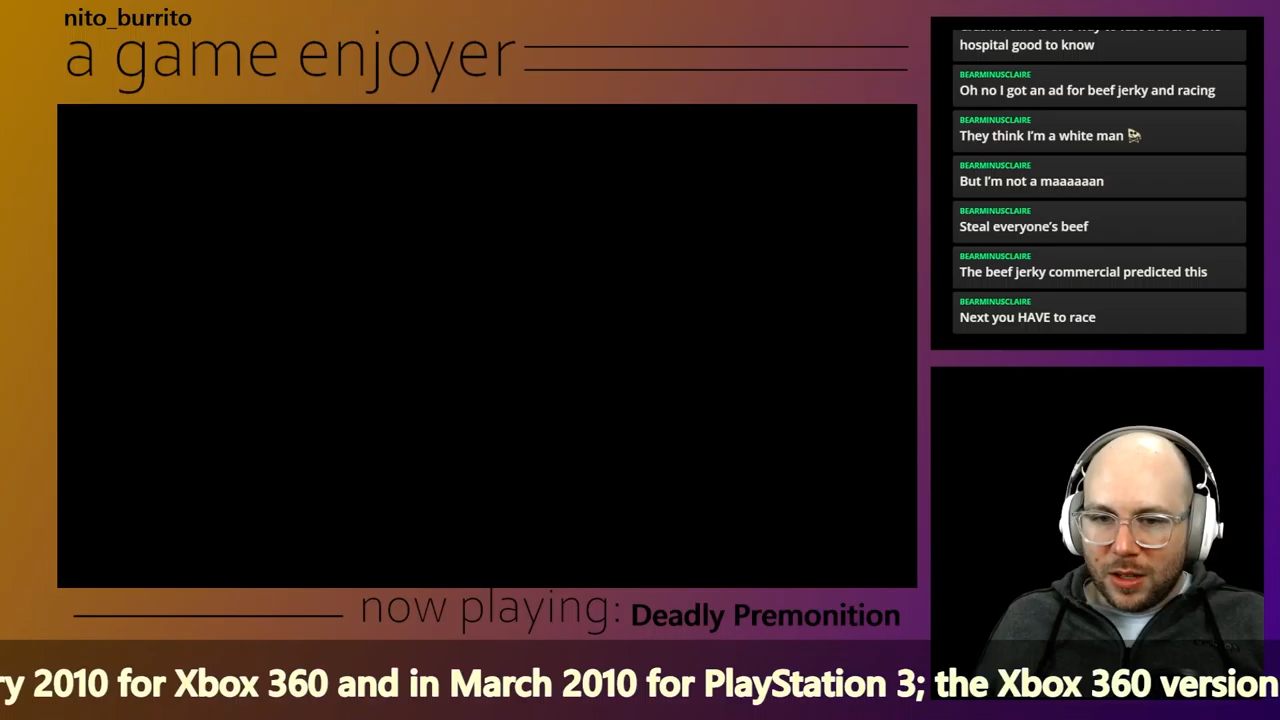 nito_burrito
a game enjoyer
hospital good to know
BEARMINUSCLAIRE
Oh no I got an ad for beef jerky and racing
BEARMINUSCLAIRE
They think I’m a white man
BEARMINUSCLAIRE
But I’m not a maaaaaan
BEARMINUSCLAIRE
Steal everyone’s beef
BEARMINUSCLAIRE
The beef jerky commercial predicted this
BEARMINUSCLAIRE
Next you HAVE to race
now playing: Deadly Premonition
ry 2010 for Xbox 360 and in March 2010 for PlayStation 3; the Xbox 360 version